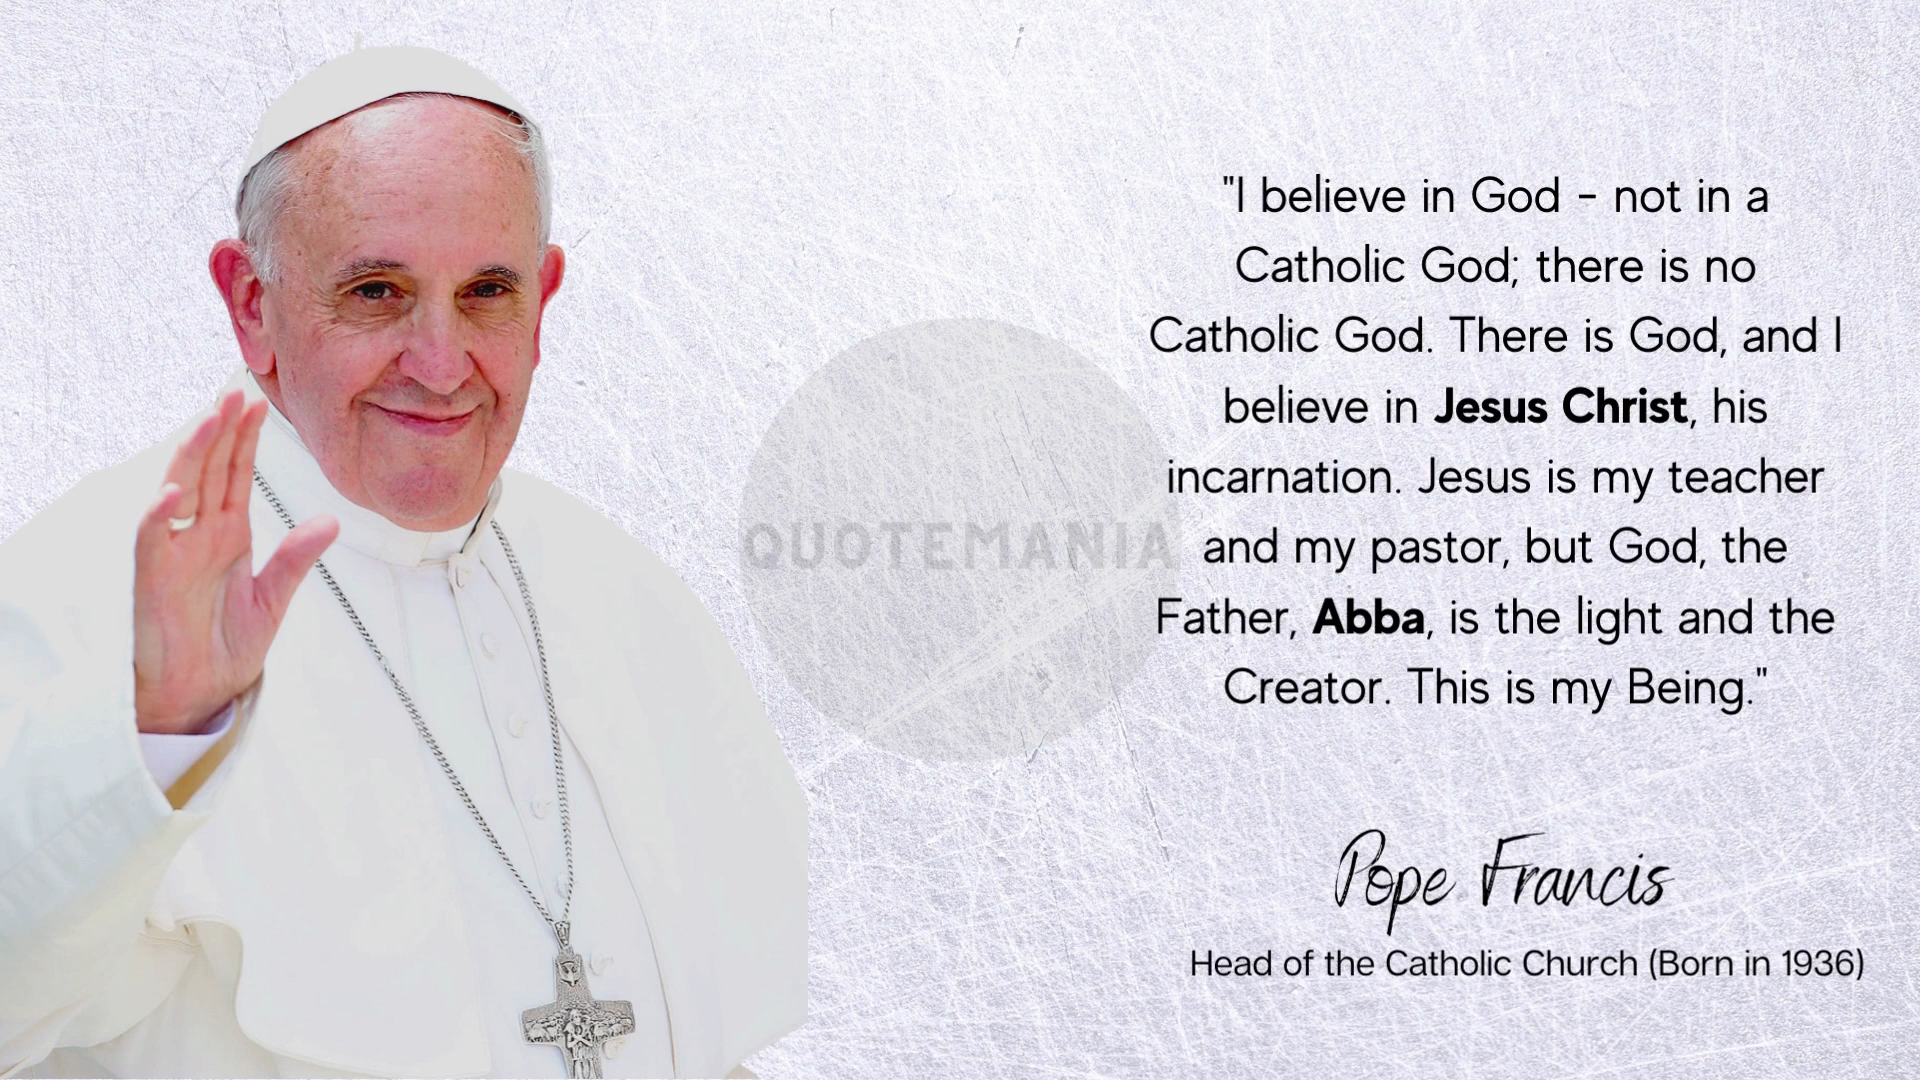 "I believe in God - not in a
Catholic God; there is no
Catholic God. There is God, and I
believe in Jesus Christ, his
incarnation. Jesus is my teacher
and my pastor, but God, the
Father, Abba, is the light and the
Creator. This is my Being."
QUOTEMANIA
Pope Francis
Head of the Catholic Church (Born in 1936)